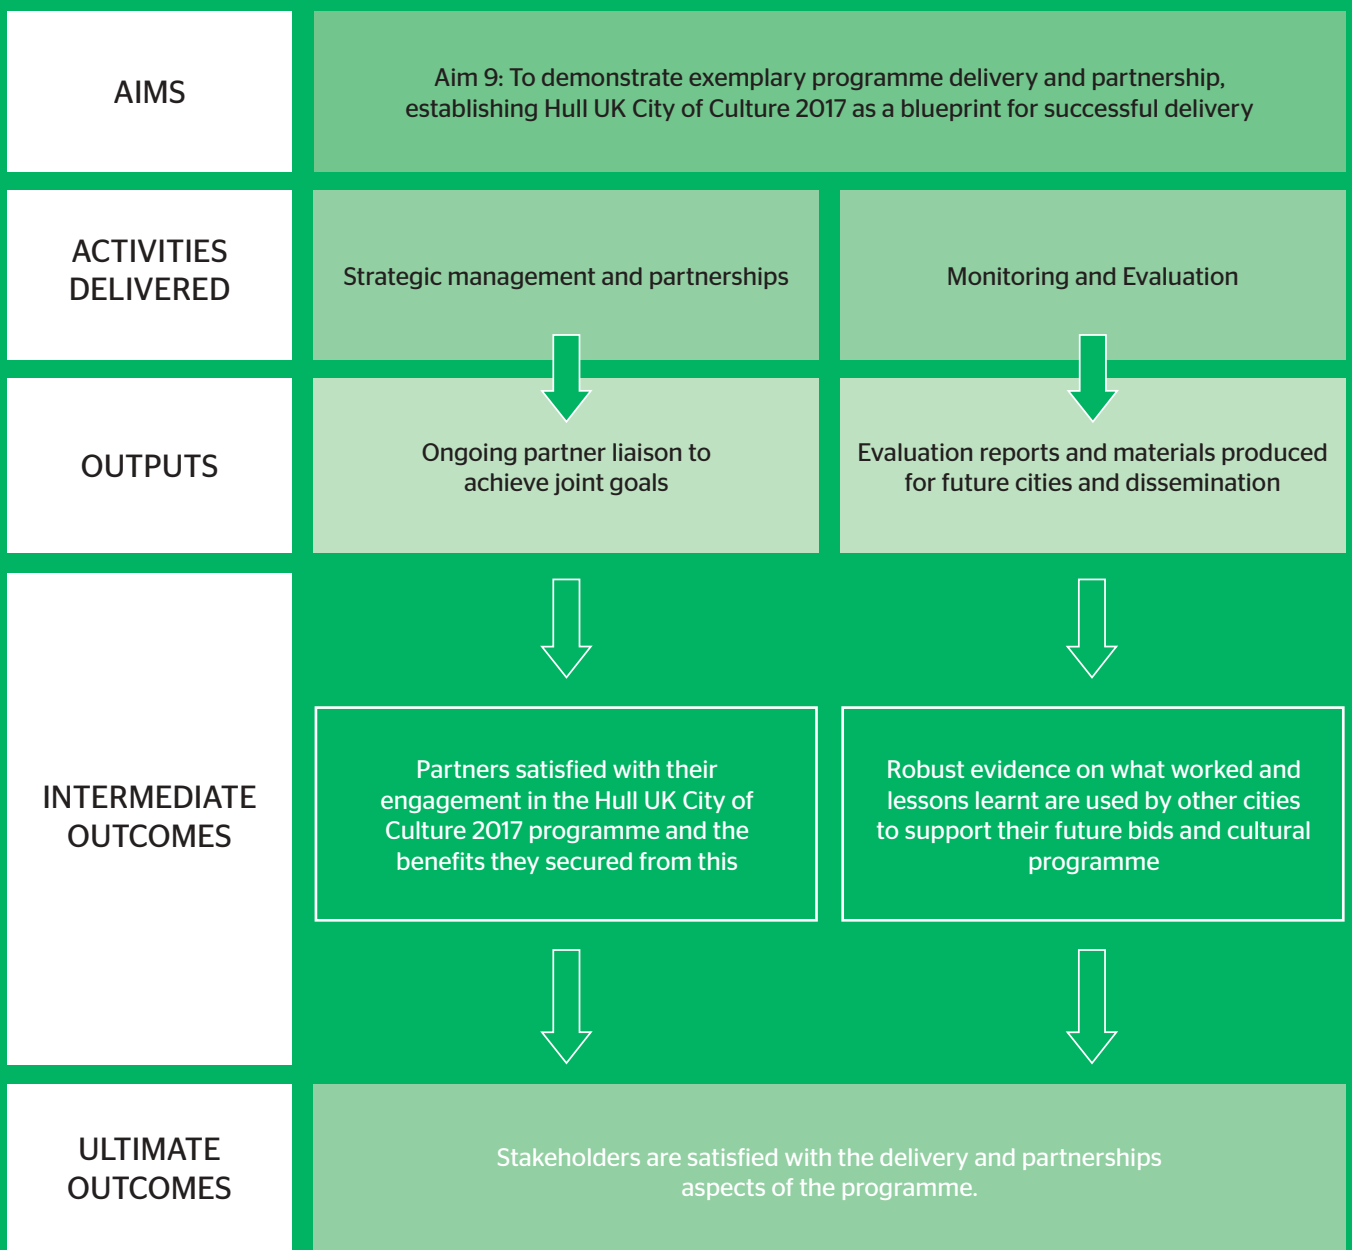 AIMS
Aim 9: To demonstrate exemplary programme delivery and partnership,
establishing Hull UK City of Culture 2017 as a blueprint for successful delivery
ACTIVITIES
DELIVERED
Strategic management and partnerships
Monitoring and Evaluation
OUTPUTS
Ongoing partner liaison to
achieve joint goals
Evaluation reports and materials produced
for future cities and dissemination
INTERMEDIATE
OUTCOMES
Partners satisfied with their
engagement in the Hull UK City of
Culture 2017 programme and the
benefits they secured from this
Robust evidence on what worked and
lessons learnt are used by other cities
to support their future bids and cultural
programme
ULTIMATE
OUTCOMES
Stakeholders are satisfied with the delivery and partnerships
aspects of the programme.